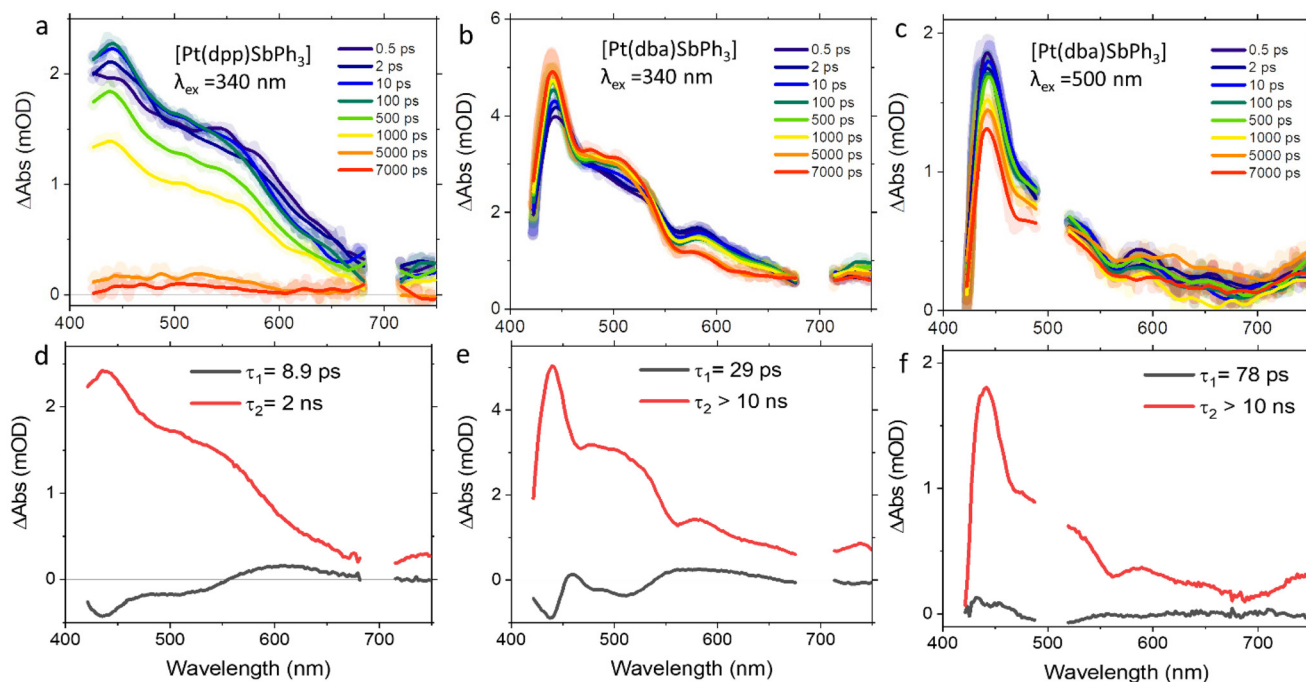 a
[Pt(dpp)SbPh₃]
λex =340 nm
0.5 ps
2 ps
10 ps
100 ps
500 ps
1000 ps
5000 ps
7000 ps
ΔAbs (mOD)
2
1
0
400
500
600
700
b
[Pt(dba)SbPh₃]
λex =340 nm
0.5 ps
2 ps
10 ps
100 ps
500 ps
1000 ps
5000 ps
7000 ps
ΔAbs (mOD)
6
4
2
0
400
500
600
700
c
[Pt(dba)SbPh₃]
λex =500 nm
0.5 ps
2 ps
10 ps
100 ps
500 ps
1000 ps
5000 ps
7000 ps
ΔAbs (mOD)
2
1
0
400
500
600
700
d
τ₁= 8.9 ps
τ₂= 2 ns
ΔAbs (mOD)
2
1
0
400
500
600
700
Wavelength (nm)
e
τ₁= 29 ps
τ₂ > 10 ns
ΔAbs (mOD)
4
2
0
400
500
600
700
Wavelength (nm)
f
τ₁= 78 ps
τ₂ > 10 ns
ΔAbs (mOD)
2
1
0
400
500
600
700
Wavelength (nm)